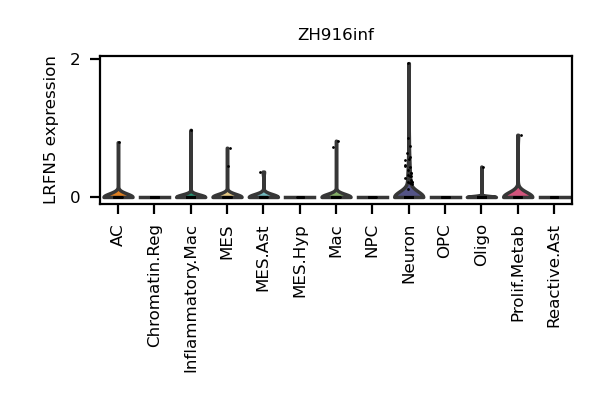 ZH916inf
LRFN5 expression
2
0
AC
Chromatin.Reg
Inflammatory.Mac
MES
MES.Ast
MES.Hyp
Mac
NPC
Neuron
OPC
Oligo
Prolif.Metab
Reactive.Ast